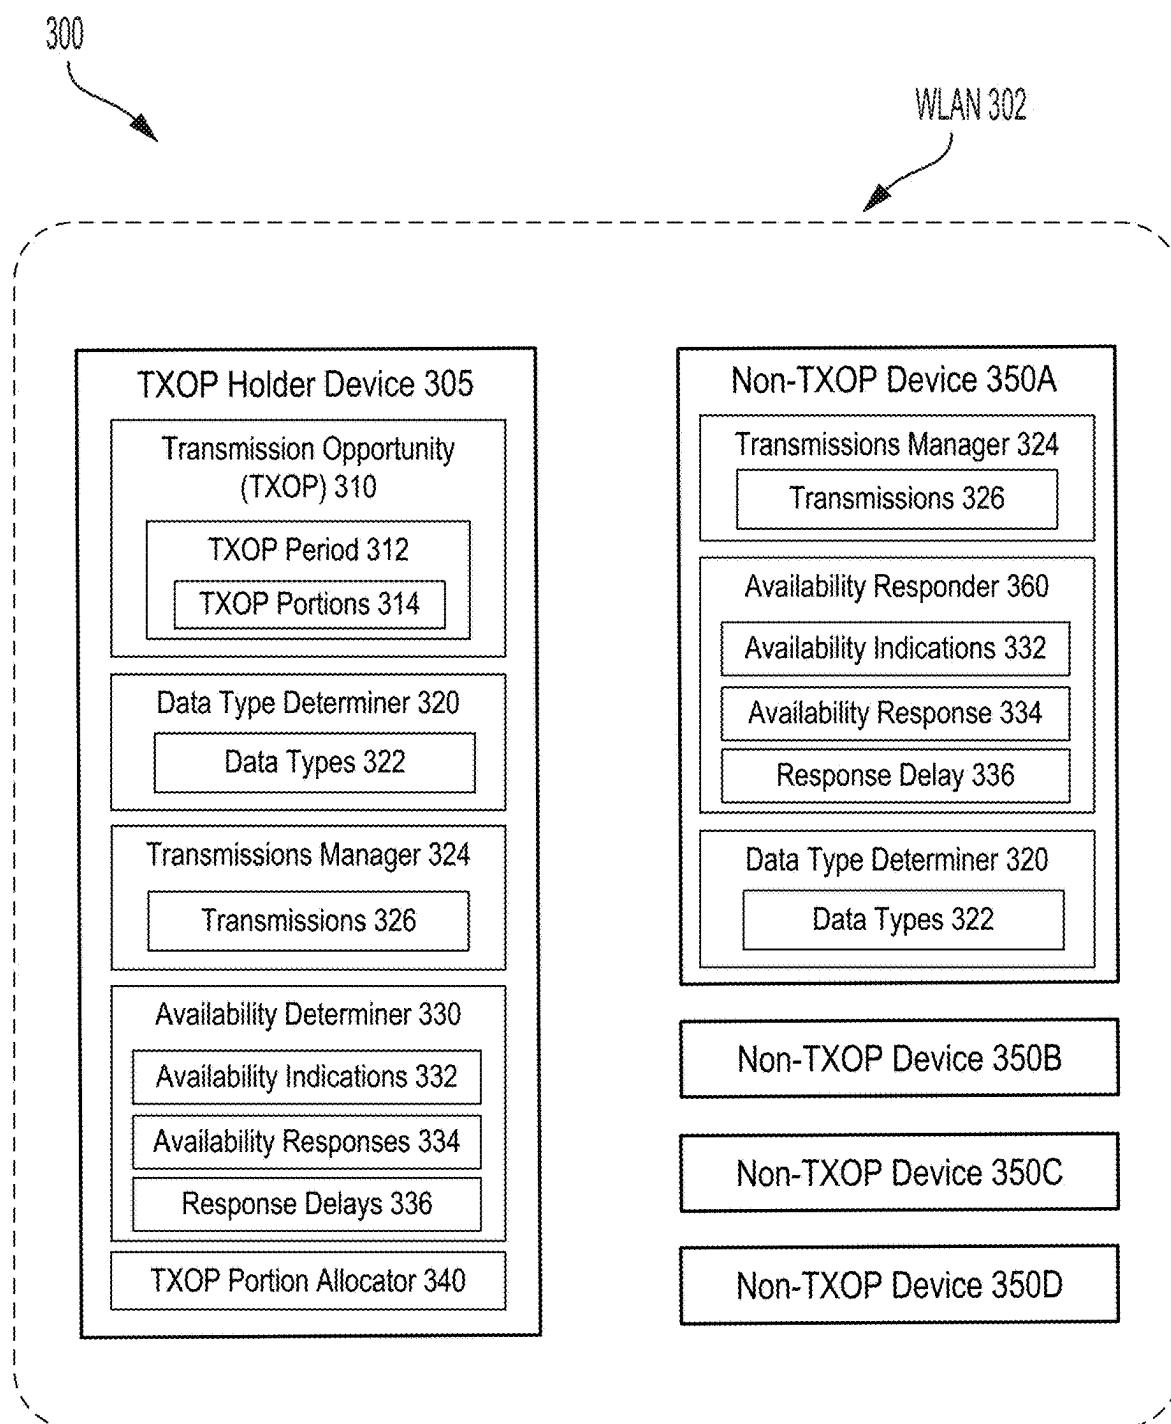 300
WLAN 302
TXOP Holder Device 305
Transmission Opportunity
(TXOP) 310
TXOP Period 312
TXOP Portions 314
Data Type Determiner 320
Data Types 322
Transmissions Manager 324
Transmissions 326
Availability Determiner 330
Availability Indications 332
Availability Responses 334
Response Delays 336
TXOP Portion Allocator 340
Non-TXOP Device 350A
Transmissions Manager 324
Transmissions 326
Availability Responder 360
Availability Indications 332
Availability Response 334
Response Delay 336
Data Type Determiner 320
Data Types 322
Non-TXOP Device 350B
Non-TXOP Device 350C
Non-TXOP Device 350D